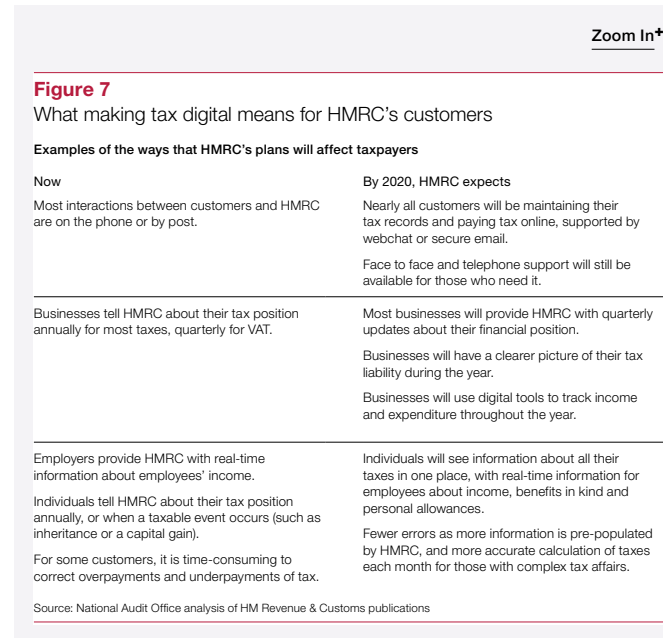 Zoom In+
Figure 7
What making tax digital means for HMRC's customers
Examples of the ways that HMRC's plans will affect taxpayers
Now
Most interactions between customers and HMRC
are on the phone or by post.
By 2020, HMRC expects
Nearly all customers will be maintaining their
tax records and paying tax online, supported by
webchat or secure email.
Face to face and telephone support will still be
available for those who need it.
Businesses tell HMRC about their tax position
annually for most taxes, quarterly for VAT.
Most businesses will provide HMRC with quarterly
updates about their financial position.
Businesses will have a clearer picture of their tax
liability during the year.
Businesses will use digital tools to track income
and expenditure throughout the year.
Employers provide HMRC with real-time
information about employees' income.
Individuals tell HMRC about their tax position
annually, or when a taxable event occurs (such as
inheritance or a capital gain).
For some customers, it is time-consuming to
correct overpayments and underpayments of tax.
Individuals will see information about all their
taxes in one place, with real-time information for
employees about income, benefits in kind and
personal allowances.
Fewer errors as more information is pre-populated
by HMRC, and more accurate calculation of taxes
each month for those with complex tax affairs.
Source: National Audit Office analysis of HM Revenue & Customs publications